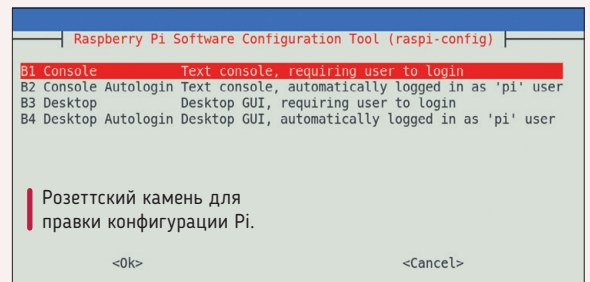 Raspberry Pi Software Configuration Tool (raspi-config)
B1 Console Text console, requiring user to login
B2 Console Autologin Text console, automatically logged in as 'pi' user
B3 Desktop Desktop GUI, requiring user to login
B4 Desktop Autologin Desktop GUI, automatically logged in as 'pi' user
Розеттский камень для
правки конфигурации Pi.
<Ok> <Cancel>